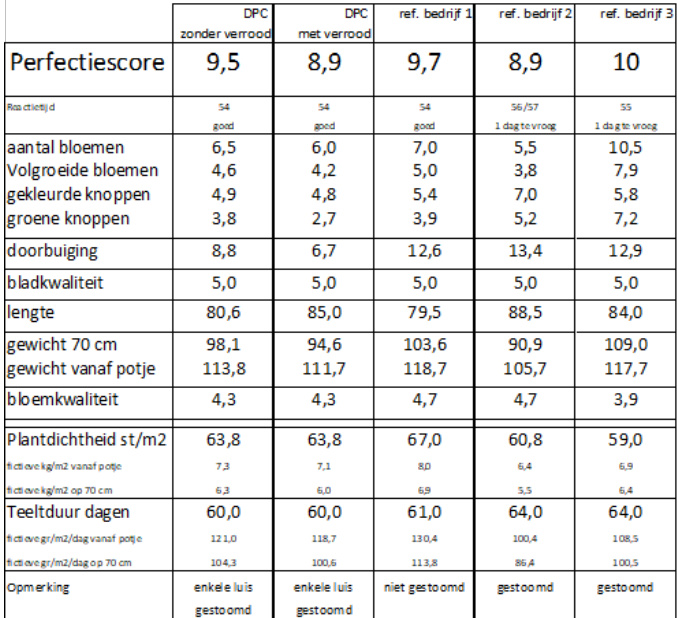 DPC DPC ref. bedrijf 1 ref. bedrijf 2 ref. bedrijf 3
zonder verrood met verrood
Perfectiescore 9,5 8,9 9,7 8,9 10
Reactietijd 54 54 54 56/57 55
goed goed goed 1 dag te vroeg 1 dag te vroeg
aantal bloemen 6,5 6,0 7,0 5,5 10,5
Volgroeide bloemen 4,6 4,2 5,0 3,8 7,9
gekleurde knoppen 4,9 4,8 5,4 7,0 5,8
groene knoppen 3,8 2,7 3,9 5,2 7,2
doorbuiging 8,8 6,7 12,6 13,4 12,9
bladkwaliteit 5,0 5,0 5,0 5,0 5,0
lengte 80,6 85,0 79,5 88,5 84,0
gewicht 70 cm 98,1 94,6 103,6 90,9 109,0
gewicht vanaf potje 113,8 111,7 118,7 105,7 117,7
bloemkwaliteit 4,3 4,3 4,7 4,7 3,9
Plantdichtheid st/m2 63,8 63,8 67,0 60,8 59,0
fictieve kg/m2 vanaf potje 7,3 7,1 8,0 6,4 6,9
fictieve kg/m2 op 70 cm 6,3 6,0 6,9 5,5 6,4
Teeltduur dagen 60,0 60,0 61,0 64,0 64,0
fictieve gr/m2/dag vanaf potje 121,0 118,7 130,4 100,4 108,5
fictieve gr/m2/dag op 70 cm 104,3 100,6 113,8 86,4 100,5
Opmerking enkele luis enkele luis niet gestoomd gestoomd gestoomd
gestoomd gestoomd